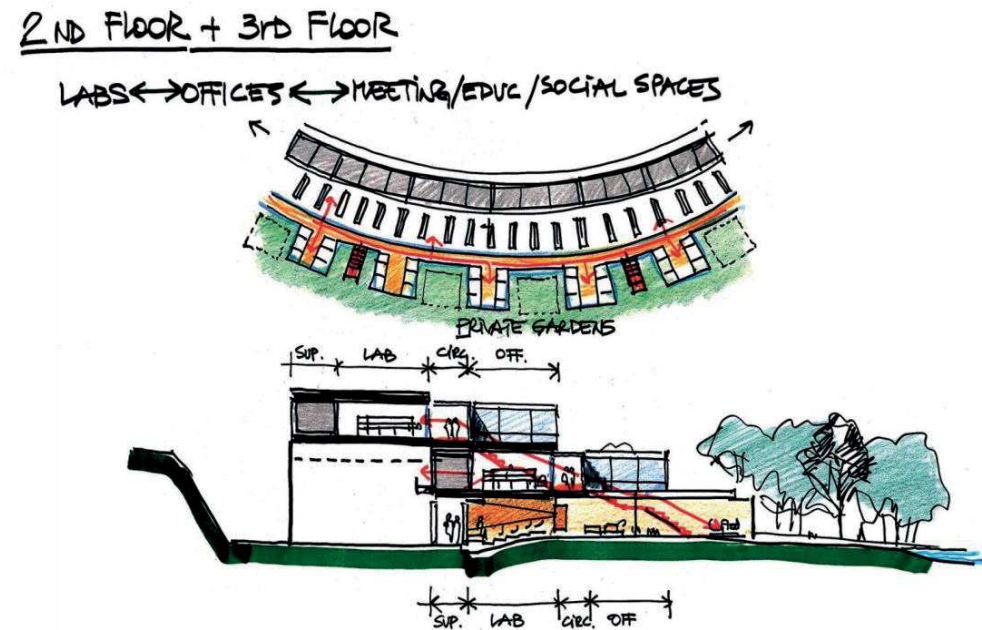 2ND FLOOR + 3RD FLOOR
LABS↔OFFICES↔MEETING/EDUC/SOCIAL SPACES
PRIVATE GARDENS
SUP. LAB CIRC. OFF.
SUP. LAB CIRC. OFF